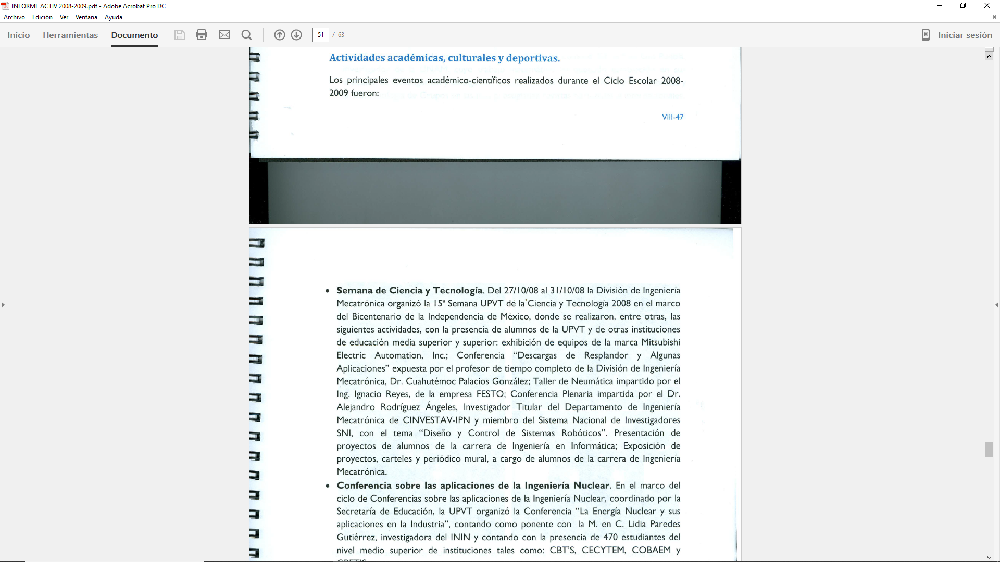 INFORME ACTIV 2008-2009.pdf - Adobe Acrobat Pro DC
Archivo Edición Ver Ventana Ayuda
Inicio Herramientas Documento 51 / 63 Iniciar sesión
Actividades académicas, culturales y deportivas.
Los principales eventos académico-científicos realizados durante el Ciclo Escolar 2008-
2009 fueron:
VIII-47
• Semana de Ciencia y Tecnología. Del 27/10/08 al 31/10/08 la División de Ingeniería
Mecatrónica organizó la 15ª Semana UPVT de la Ciencia y Tecnología 2008 en el marco
del Bicentenario de la Independencia de México, donde se realizaron, entre otras, las
siguientes actividades, con la presencia de alumnos de la UPVT y de otras instituciones
de educación media superior y superior: exhibición de equipos de la marca Mitsubishi
Electric Automation, Inc.; Conferencia “Descargas de Resplandor y Algunas
Aplicaciones” expuesta por el profesor de tiempo completo de la División de Ingeniería
Mecatrónica, Dr. Cuahutémoc Palacios González; Taller de Neumática impartido por el
Ing. Ignacio Reyes, de la empresa FESTO; Conferencia Plenaria impartida por el Dr.
Alejandro Rodríguez Ángeles, Investigador Titular del Departamento de Ingeniería
Mecatrónica de CINVESTAV-IPN y miembro del Sistema Nacional de Investigadores
SNI, con el tema “Diseño y Control de Sistemas Robóticos”. Presentación de
proyectos de alumnos de la carrera de Ingeniería en Informática; Exposición de
proyectos, carteles y periódico mural, a cargo de alumnos de la carrera de Ingeniería
Mecatrónica.
• Conferencia sobre las aplicaciones de la Ingeniería Nuclear. En el marco del
ciclo de Conferencias sobre las aplicaciones de la Ingeniería Nuclear, coordinado por la
Secretaría de Educación, la UPVT organizó la Conferencia “La Energía Nuclear y sus
aplicaciones en la Industria”, contando como ponente con la M. en C. Lidia Paredes
Gutiérrez, investigadora del ININ y contando con la presencia de 470 estudiantes del
nivel medio superior de instituciones tales como: CBT’S, CECYTEM, COBAEM y